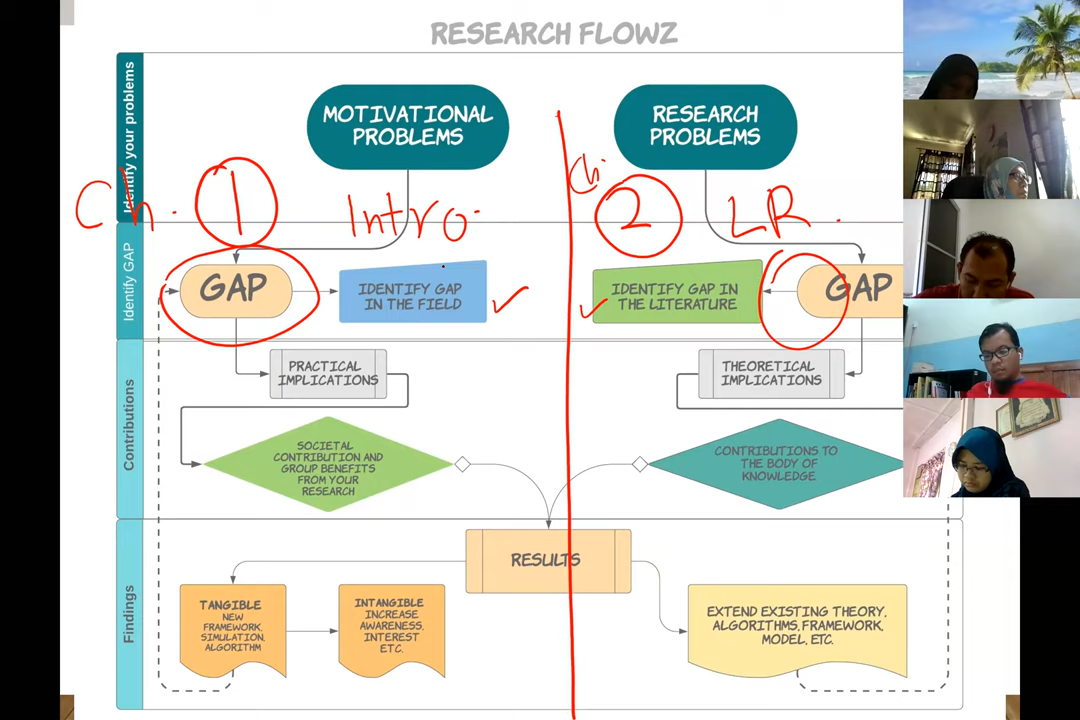 RESEARCH FLOWZ
Identify your problems
MOTIVATIONAL
PROBLEMS
RESEARCH
PROBLEMS
Ch. 1 Intro.
Ch. 2 LR.
Identify GAP
GAP
IDENTIFY GAP
IN THE FIELD
IDENTIFY GAP IN
THE LITERATURE
GAP
Contributions
PRACTICAL
IMPLICATIONS
THEORETICAL
IMPLICATIONS
SOCIETAL
CONTRIBUTION AND
GROUP BENEFITS
FROM YOUR
RESEARCH
CONTRIBUTIONS TO
THE BODY OF
KNOWLEDGE
Findings
RESULTS
TANGIBLE
NEW
FRAMEWORK,
SIMULATION,
ALGORITHM
INTANGIBLE
INCREASE
AWARENESS,
INTEREST
ETC.
EXTEND EXISTING THEORY,
ALGORITHMS, FRAMEWORK,
MODEL, ETC.